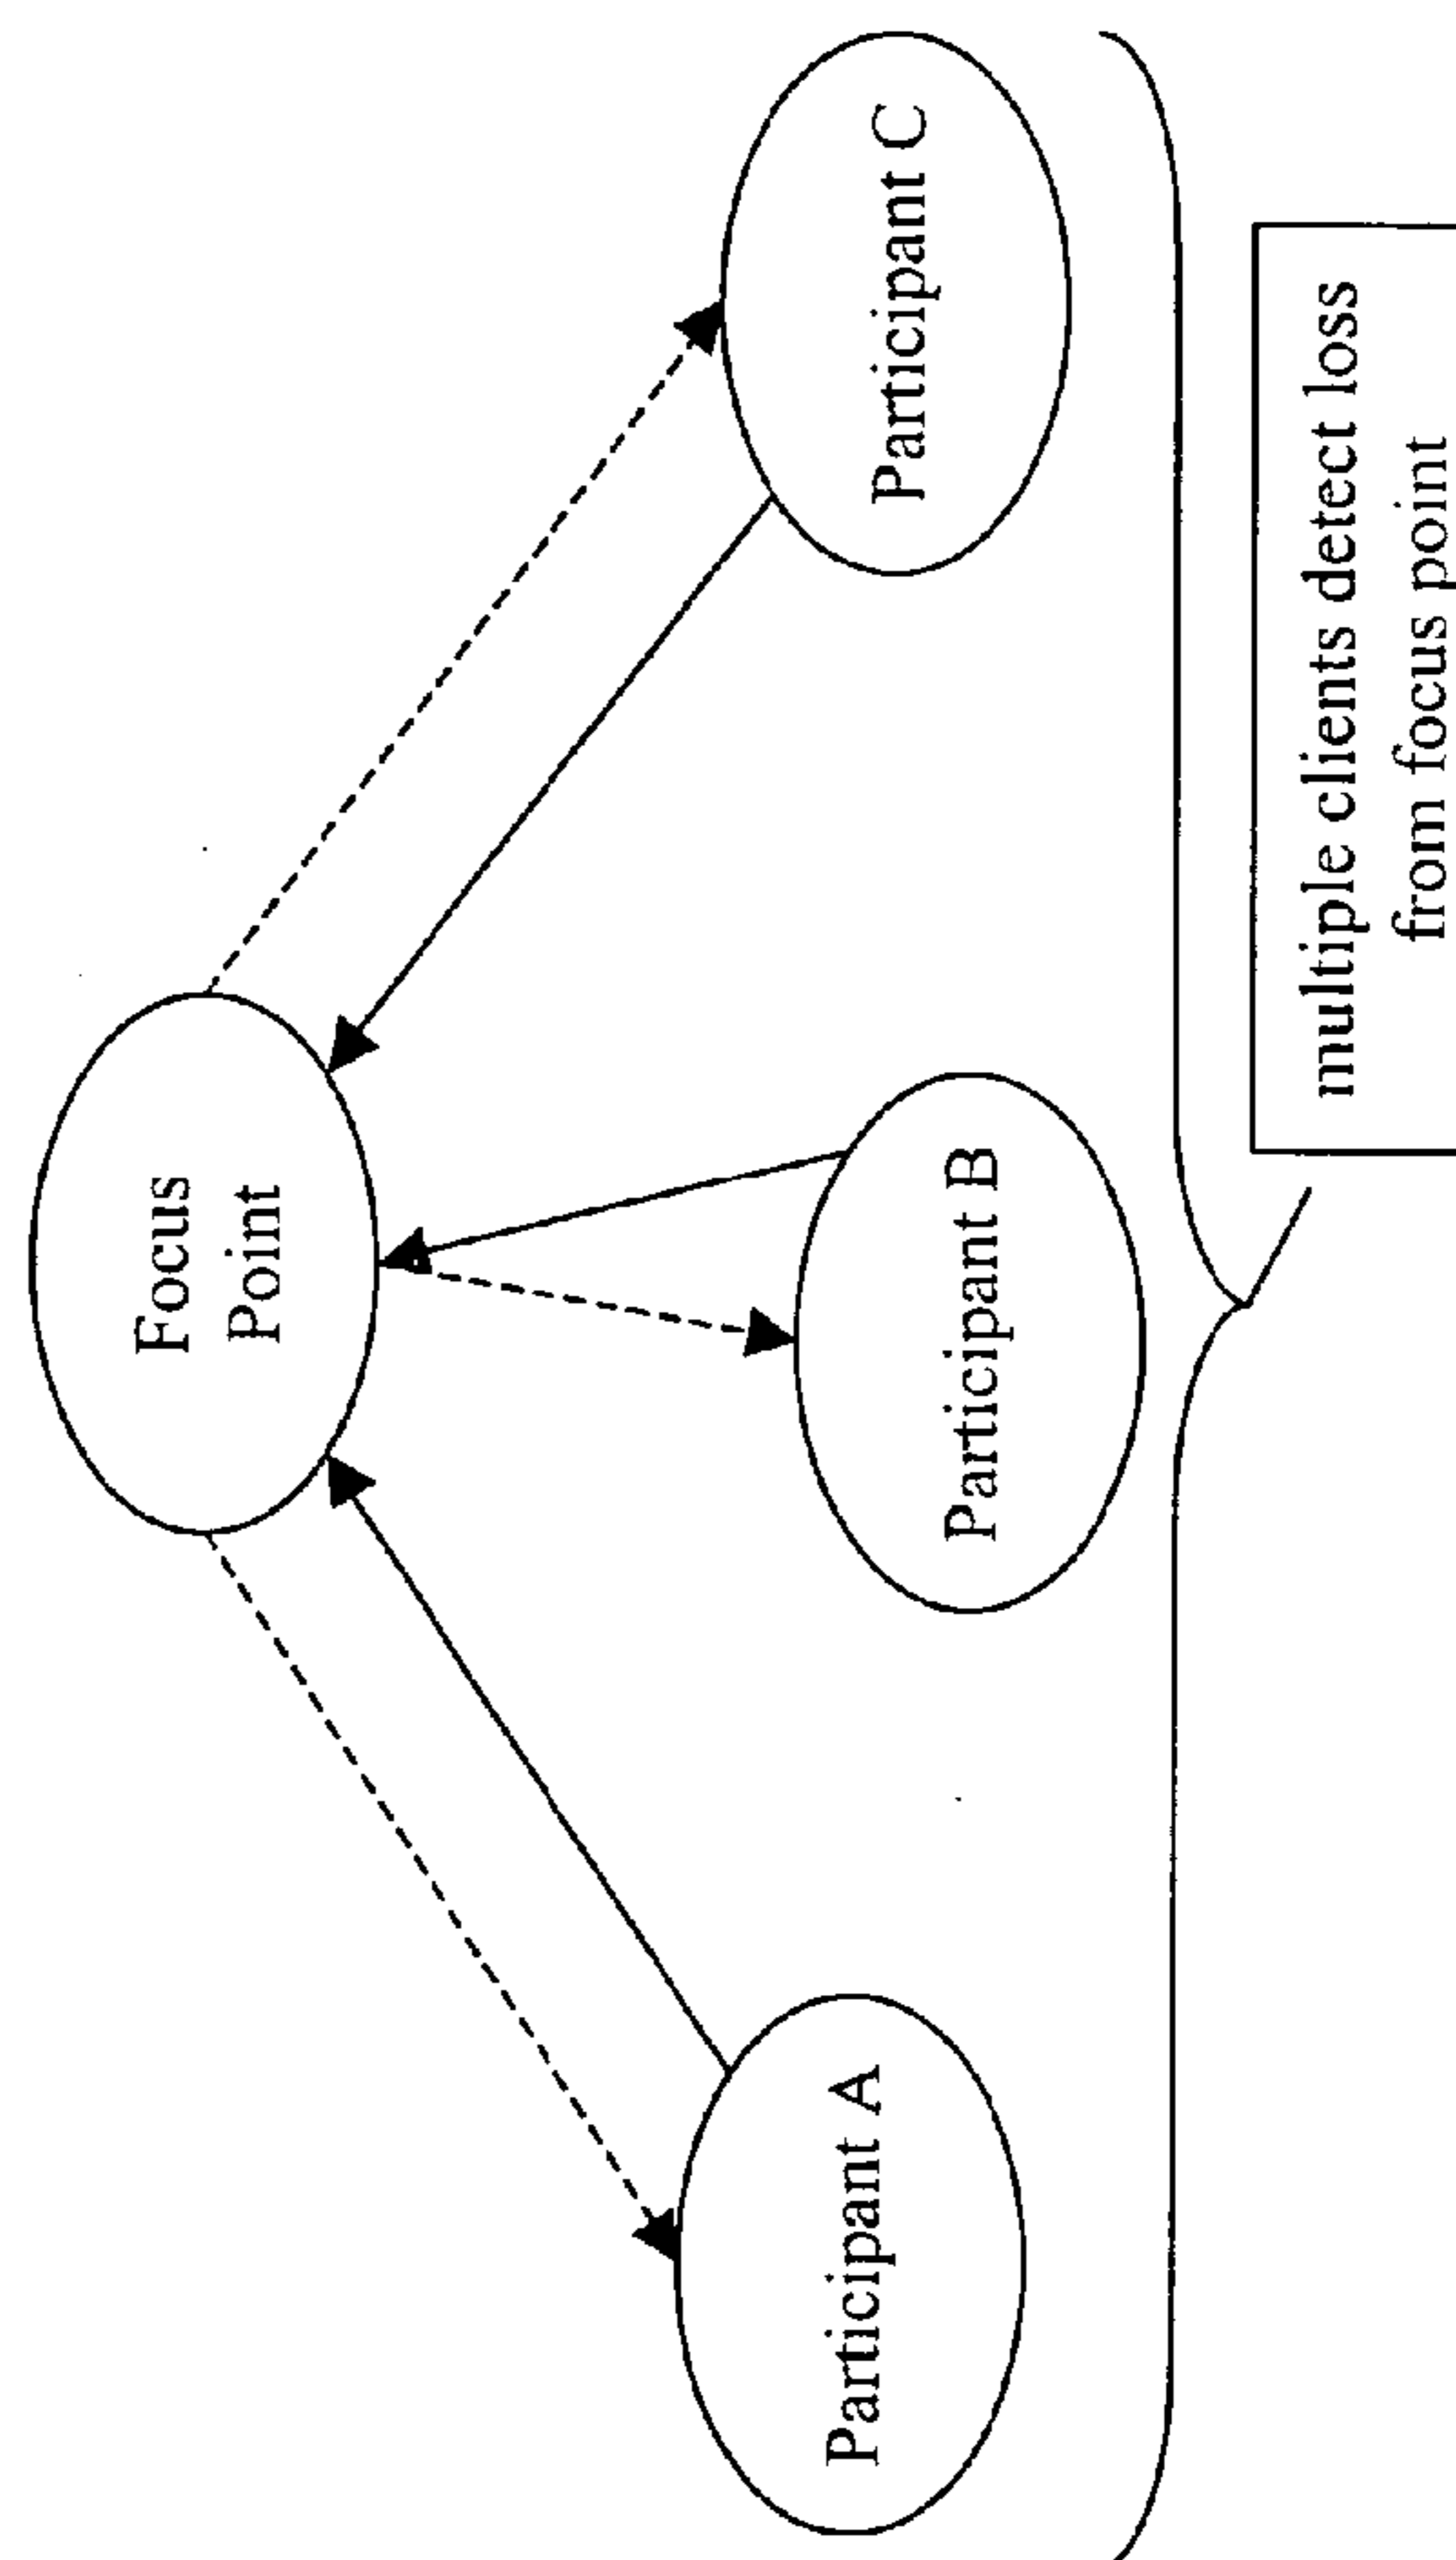 Focus
Point
Participant A
Participant B
Participant C
multiple clients detect loss
from focus point